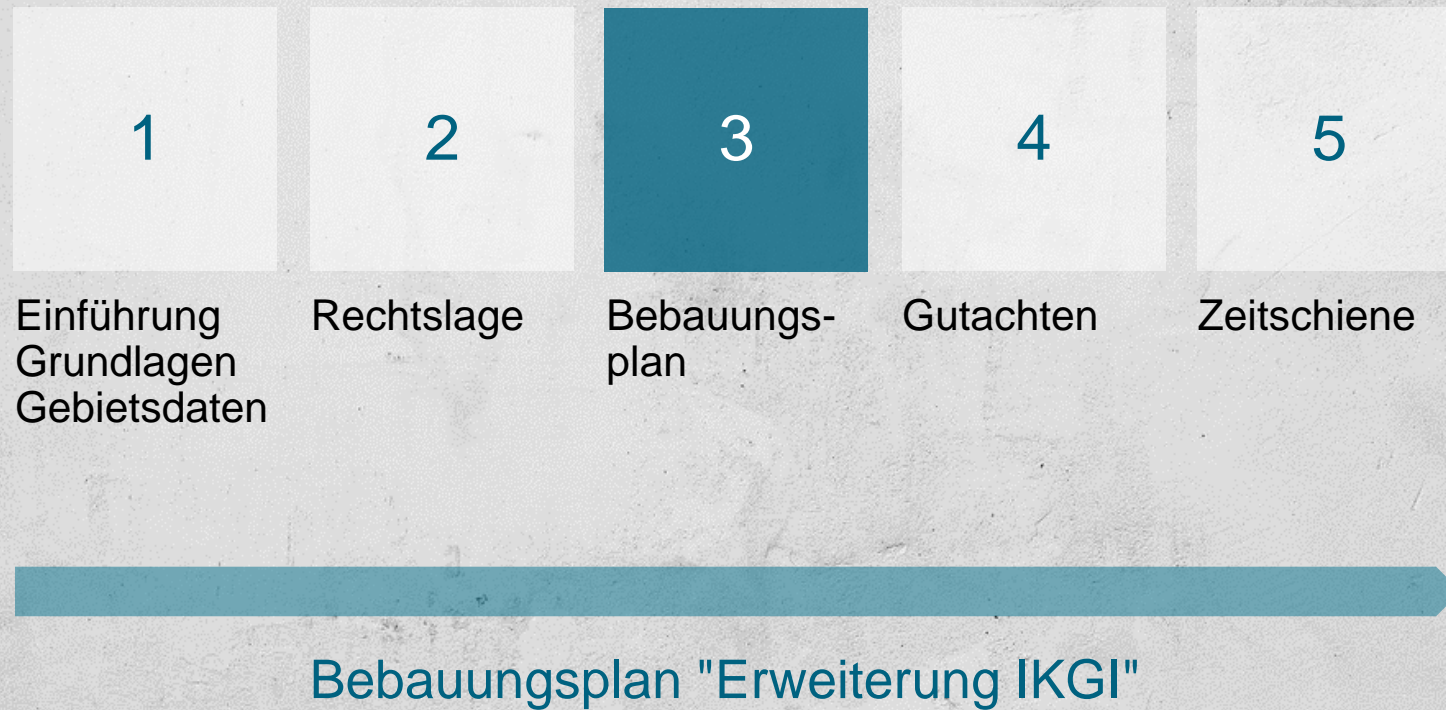 1
2
3
4
5
Einführung
Grundlagen
Gebietsdaten
Rechtslage
Bebauungs-
plan
Gutachten
Zeitschiene
Bebauungsplan "Erweiterung IKGI"